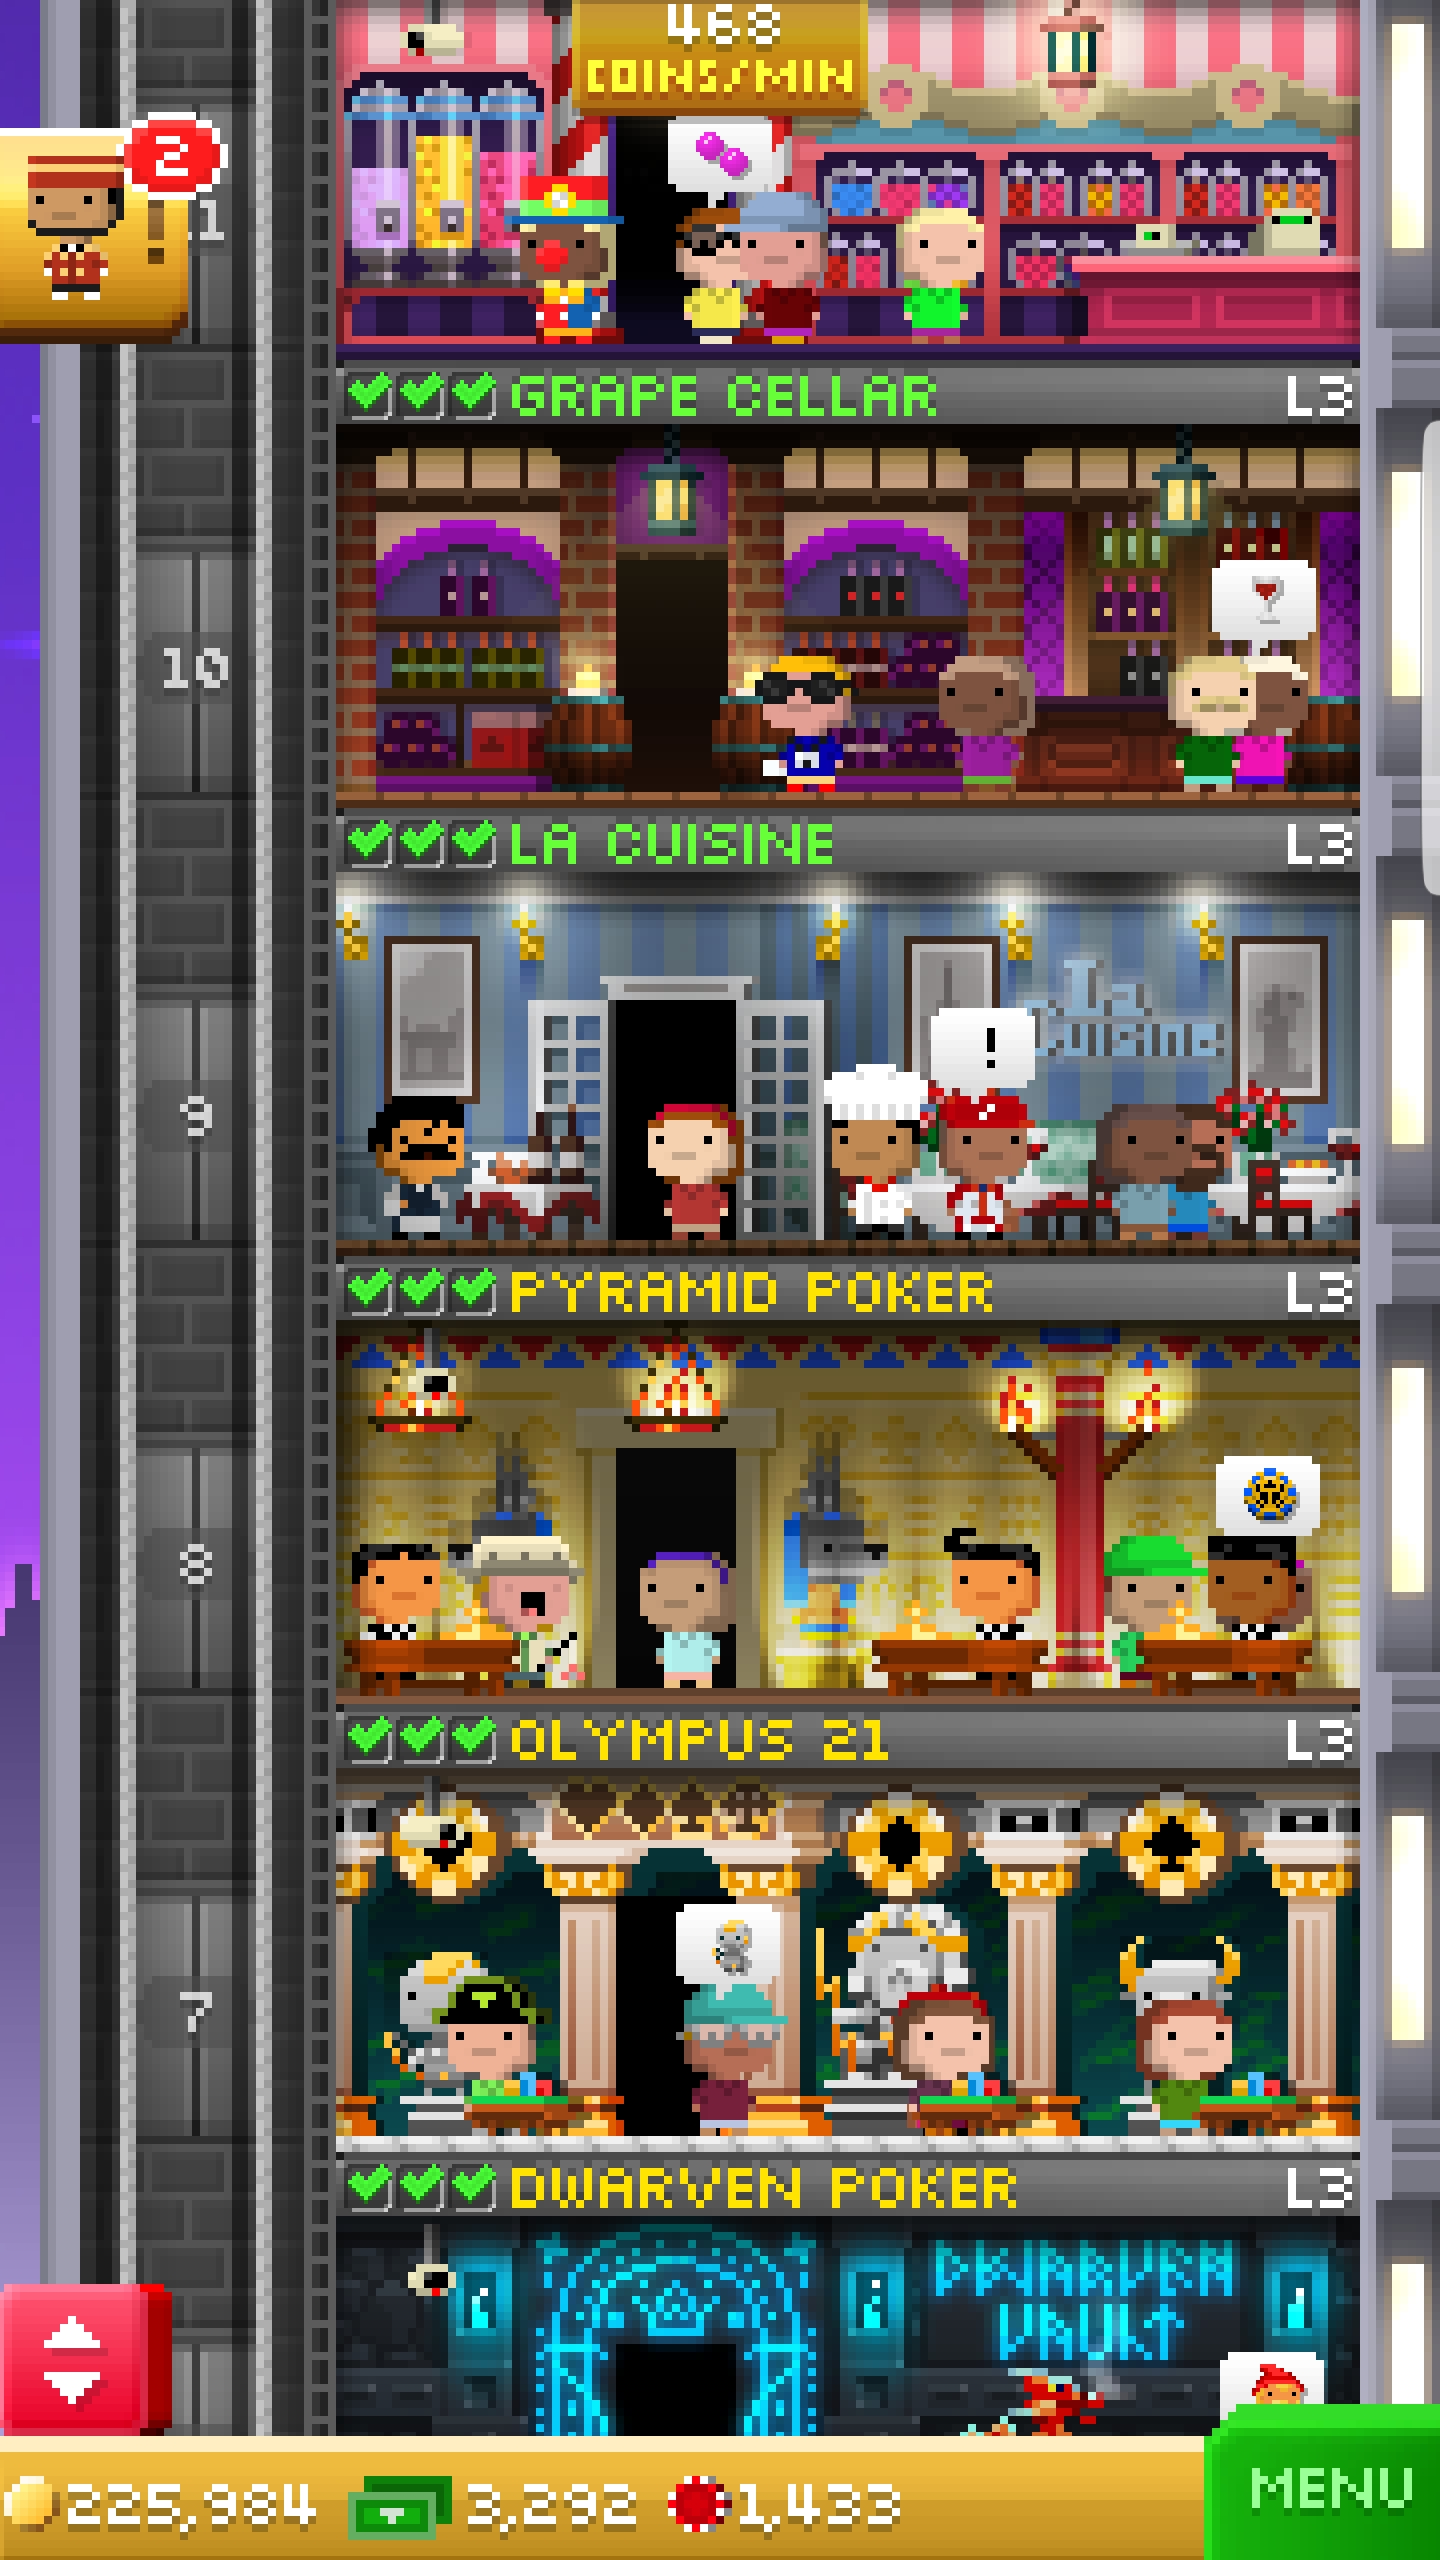 468
COINS/MIN
2
11
GRAPE CELLAR L3
10
LA CUISINE L3
La
Cuisine
!
9
PYRAMID POKER L3
8
OLYMPUS 21 L3
7
DWARVEN POKER L3
DWARVEN
VAULT
225,984 3,292 1,433
MENU